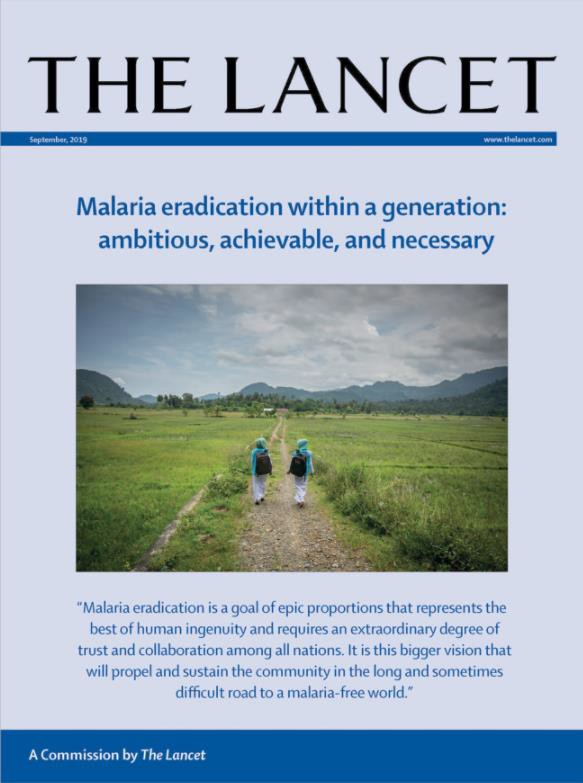 THE LANCET
September, 2019 www.thelancet.com
Malaria eradication within a generation:
ambitious, achievable, and necessary
“Malaria eradication is a goal of epic proportions that represents the
best of human ingenuity and requires an extraordinary degree of
trust and collaboration among all nations. It is this bigger vision that
will propel and sustain the community in the long and sometimes
difficult road to a malaria-free world.”
A Commission by The Lancet